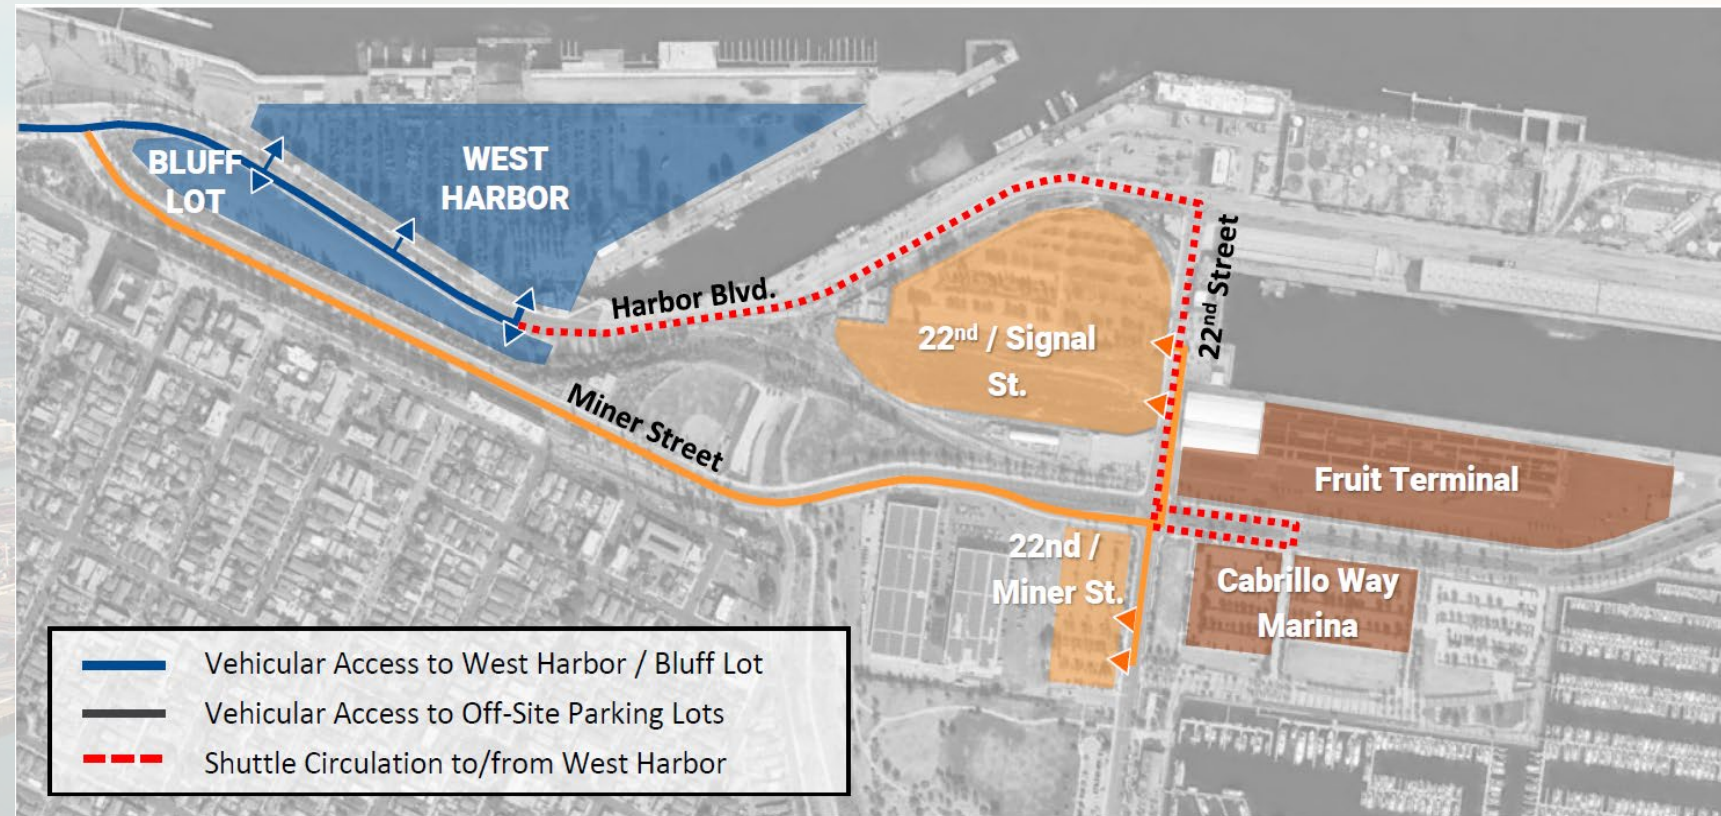 BLUFF
LOT
WEST
HARBOR
Harbor Blvd.
22nd Street
22nd / Signal
St.
Miner Street
Fruit Terminal
22nd /
Miner St.
Cabrillo Way
Marina
Vehicular Access to West Harbor / Bluff Lot
Vehicular Access to Off-Site Parking Lots
Shuttle Circulation to/from West Harbor